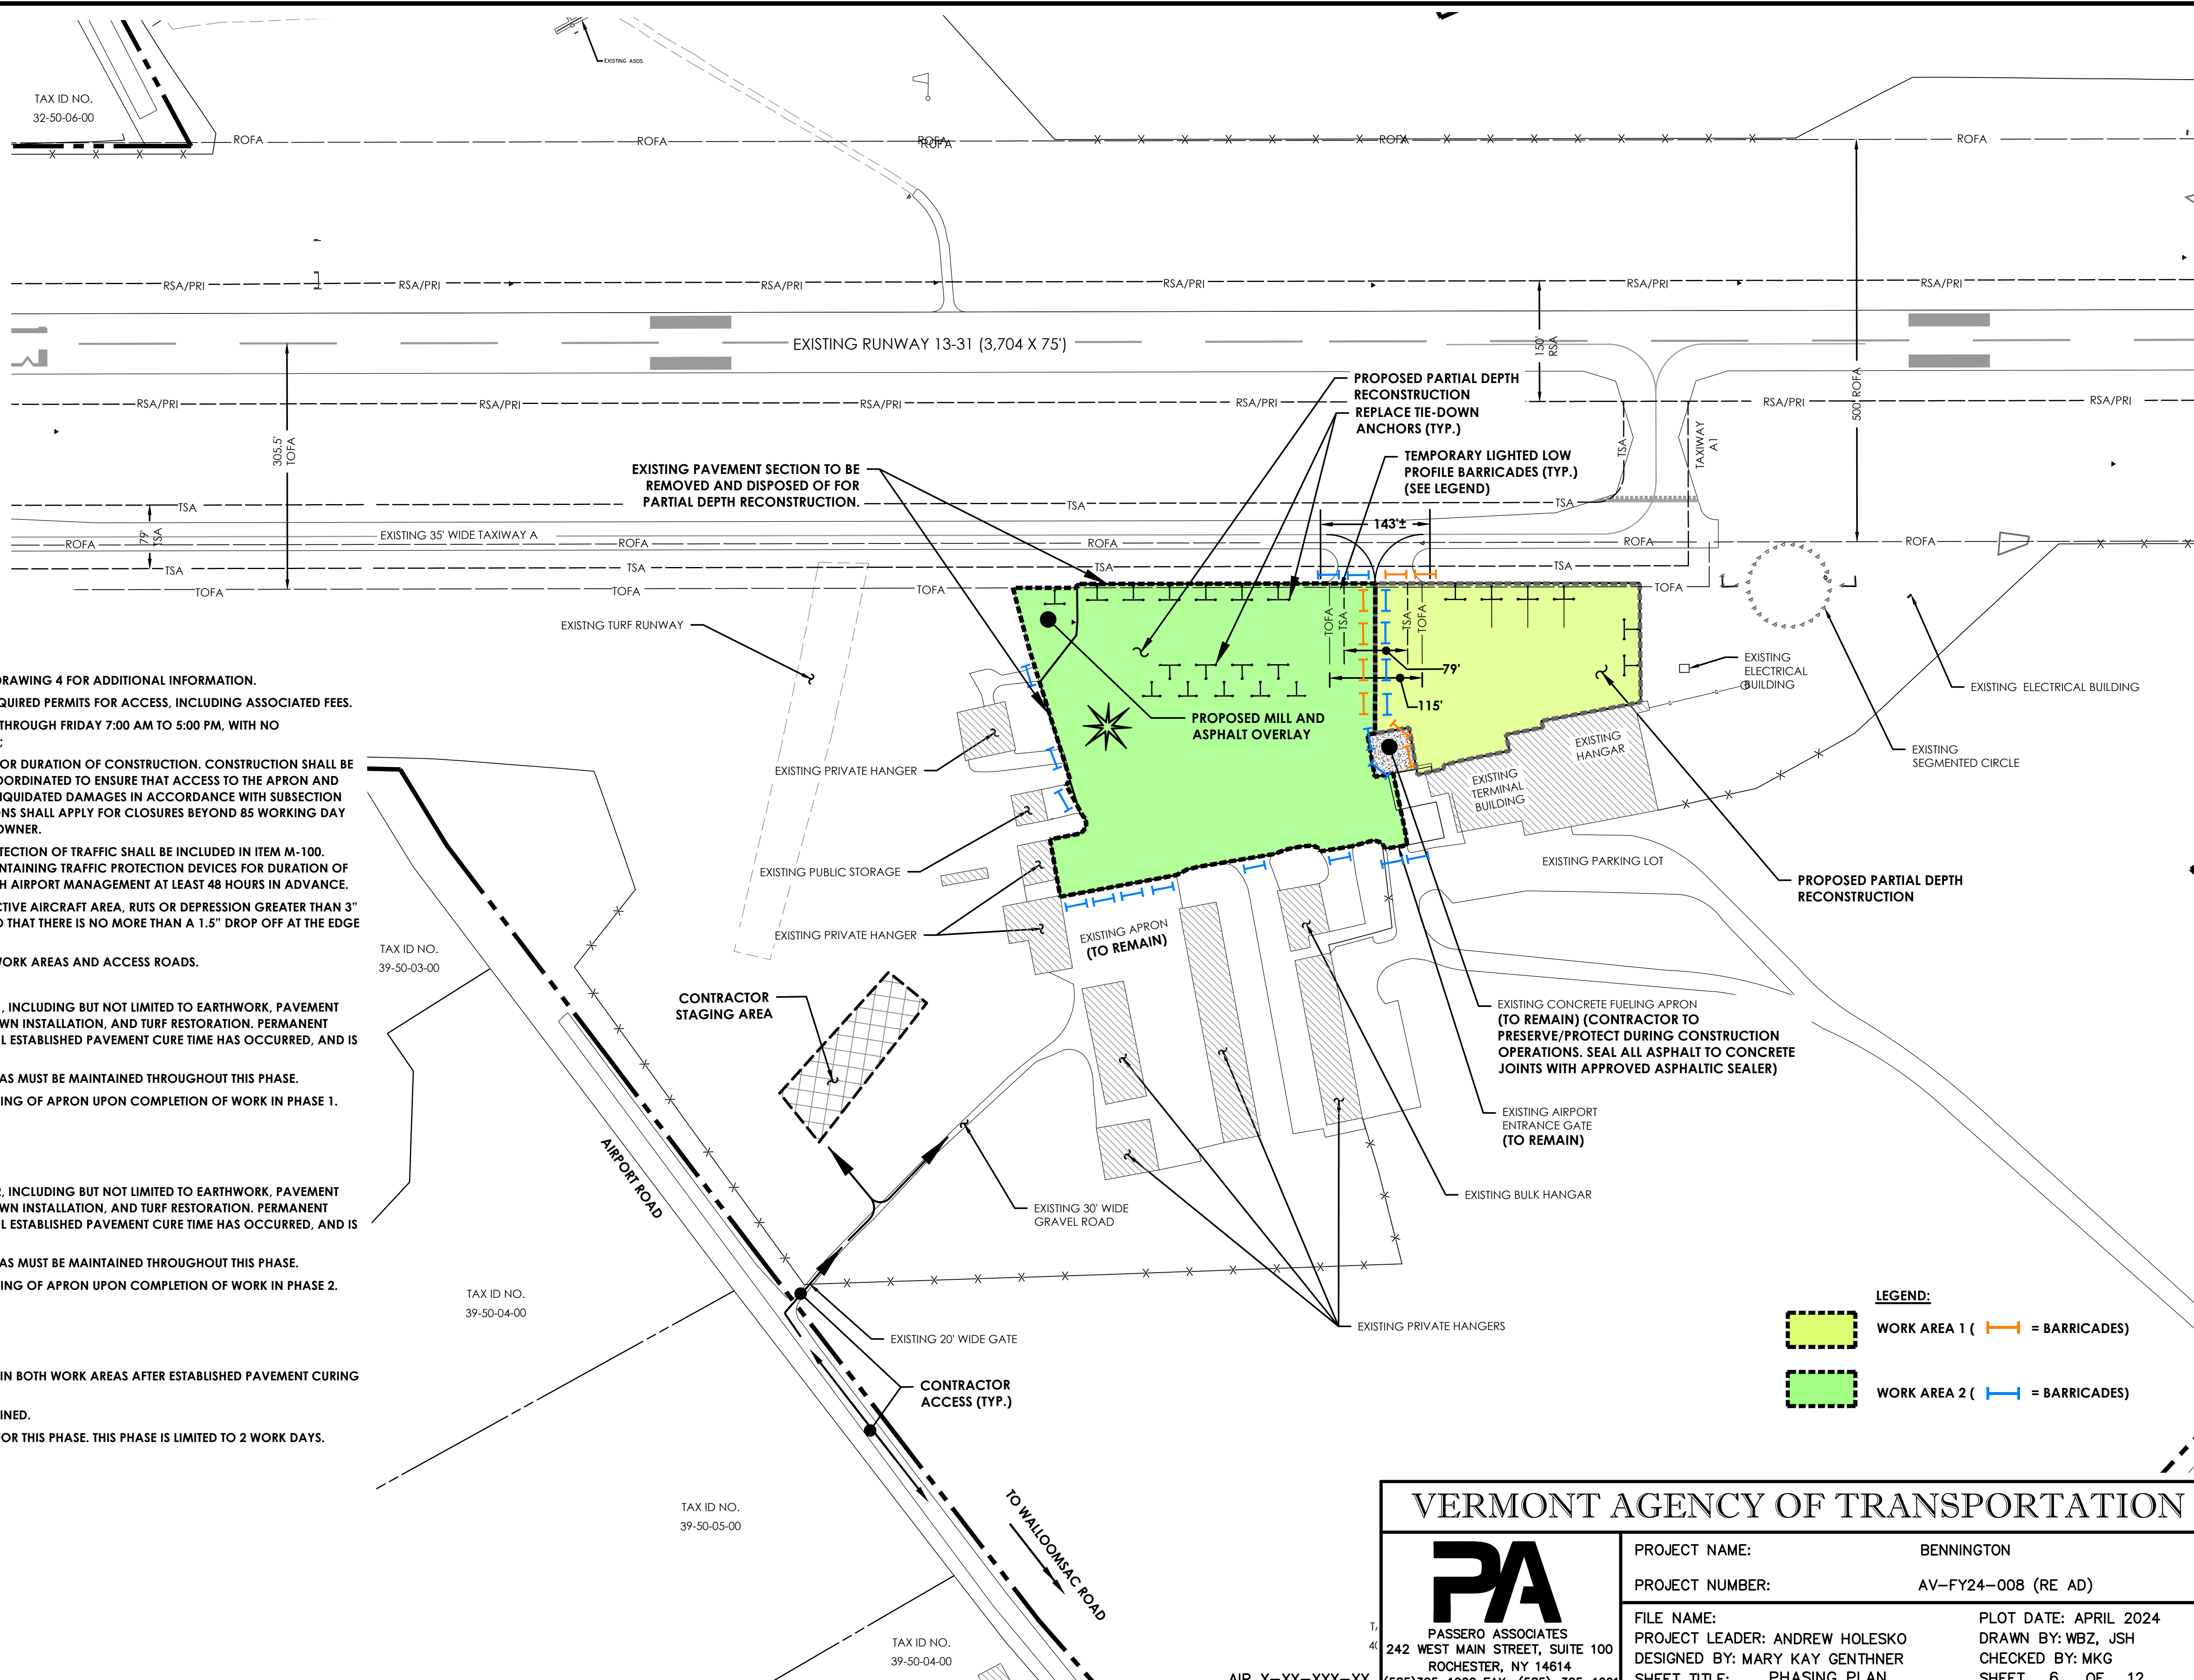 EXISTING ASOS
TAX ID NO.
32-50-06-00
ROFA
ROFA
ROFA
ROFA
ROFA
ROFA
RSA/PRI
RSA/PRI
RSA/PRI
RSA/PRI
RSA/PRI
RSA/PRI
EXISTING RUNWAY 13-31 (3,704 X 75')
150'
RSA
500' ROFA
305.5'
TOFA
RSA/PRI
RSA/PRI
RSA/PRI
RSA/PRI
RSA/PRI
RSA/PRI
PROPOSED PARTIAL DEPTH
RECONSTRUCTION
REPLACE TIE-DOWN
ANCHORS (TYP.)
TEMPORARY LIGHTED LOW
PROFILE BARRICADES (TYP.)
(SEE LEGEND)
EXISTING PAVEMENT SECTION TO BE
REMOVED AND DISPOSED OF FOR
PARTIAL DEPTH RECONSTRUCTION.
TSA
TAXIWAY
A1
TSA
TSA
TSA
143'±
79'
TSA
EXISTING 35' WIDE TAXIWAY A
ROFA
ROFA
ROFA
ROFA
ROFA
TSA
TSA
TSA
TSA
TOFA
TOFA
TOFA
TOFA
TOFA
TSA
TSA
TOFA
79'
115'
EXISTNG TURF RUNWAY
EXISTING
ELECTRICAL
BUILDING
EXISTING ELECTRICAL BUILDING
EXISTING
SEGMENTED CIRCLE
PROPOSED MILL AND
ASPHALT OVERLAY
EXISTING
HANGAR
EXISTING
TERMINAL
BUILDING
EXISTING PRIVATE HANGER
EXISTING PUBLIC STORAGE
EXISTING PRIVATE HANGER
EXISTING PARKING LOT
PROPOSED PARTIAL DEPTH
RECONSTRUCTION
EXISTING APRON
(TO REMAIN)
DRAWING 4 FOR ADDITIONAL INFORMATION.
QUIRED PERMITS FOR ACCESS, INCLUDING ASSOCIATED FEES.
THROUGH FRIDAY 7:00 AM TO 5:00 PM, WITH NO
OR DURATION OF CONSTRUCTION. CONSTRUCTION SHALL BE
OORDINATED TO ENSURE THAT ACCESS TO THE APRON AND
IQUIDATED DAMAGES IN ACCORDANCE WITH SUBSECTION
NS SHALL APPLY FOR CLOSURES BEYOND 85 WORKING DAY
OWNER.
TECTION OF TRAFFIC SHALL BE INCLUDED IN ITEM M-100.
NTAINING TRAFFIC PROTECTION DEVICES FOR DURATION OF
H AIRPORT MANAGEMENT AT LEAST 48 HOURS IN ADVANCE.
CTIVE AIRCRAFT AREA, RUTS OR DEPRESSION GREATER THAN 3"
O THAT THERE IS NO MORE THAN A 1.5" DROP OFF AT THE EDGE
WORK AREAS AND ACCESS ROADS.
, INCLUDING BUT NOT LIMITED TO EARTHWORK, PAVEMENT
WN INSTALLATION, AND TURF RESTORATION. PERMANENT
L ESTABLISHED PAVEMENT CURE TIME HAS OCCURRED, AND IS
AS MUST BE MAINTAINED THROUGHOUT THIS PHASE.
ING OF APRON UPON COMPLETION OF WORK IN PHASE 1.
2, INCLUDING BUT NOT LIMITED TO EARTHWORK, PAVEMENT
WN INSTALLATION, AND TURF RESTORATION. PERMANENT
L ESTABLISHED PAVEMENT CURE TIME HAS OCCURRED, AND IS
AS MUST BE MAINTAINED THROUGHOUT THIS PHASE.
ING OF APRON UPON COMPLETION OF WORK IN PHASE 2.
IN BOTH WORK AREAS AFTER ESTABLISHED PAVEMENT CURING
INED.
FOR THIS PHASE. THIS PHASE IS LIMITED TO 2 WORK DAYS.
TAX ID NO.
39-50-03-00
CONTRACTOR
STAGING AREA
EXISTING CONCRETE FUELING APRON
(TO REMAIN) (CONTRACTOR TO
PRESERVE/PROTECT DURING CONSTRUCTION
OPERATIONS. SEAL ALL ASPHALT TO CONCRETE
JOINTS WITH APPROVED ASPHALTIC SEALER)
EXISTING AIRPORT
ENTRANCE GATE
(TO REMAIN)
EXISTING BULK HANGAR
AIRPORT ROAD
EXISTING 30' WIDE
GRAVEL ROAD
EXISTING PRIVATE HANGERS
TAX ID NO.
39-50-04-00
EXISTING 20' WIDE GATE
CONTRACTOR
ACCESS (TYP.)
LEGEND:
WORK AREA 1 ( = BARRICADES)
WORK AREA 2 ( = BARRICADES)
TAX ID NO.
39-50-05-00
TO WALLOOMSAC ROAD
TAX ID NO.
39-50-04-00
VERMONT AGENCY OF TRANSPORTATION
PA
PASSERO ASSOCIATES
242 WEST MAIN STREET, SUITE 100
ROCHESTER, NY 14614
PROJECT NAME: BENNINGTON
PROJECT NUMBER: AV-FY24-008 (RE AD)
FILE NAME: PLOT DATE: APRIL 2024
PROJECT LEADER: ANDREW HOLESKO DRAWN BY: WBZ, JSH
DESIGNED BY: MARY KAY GENTHNER CHECKED BY: MKG
SHEET TITLE: PHASING PLAN SHEET 6 OF 12